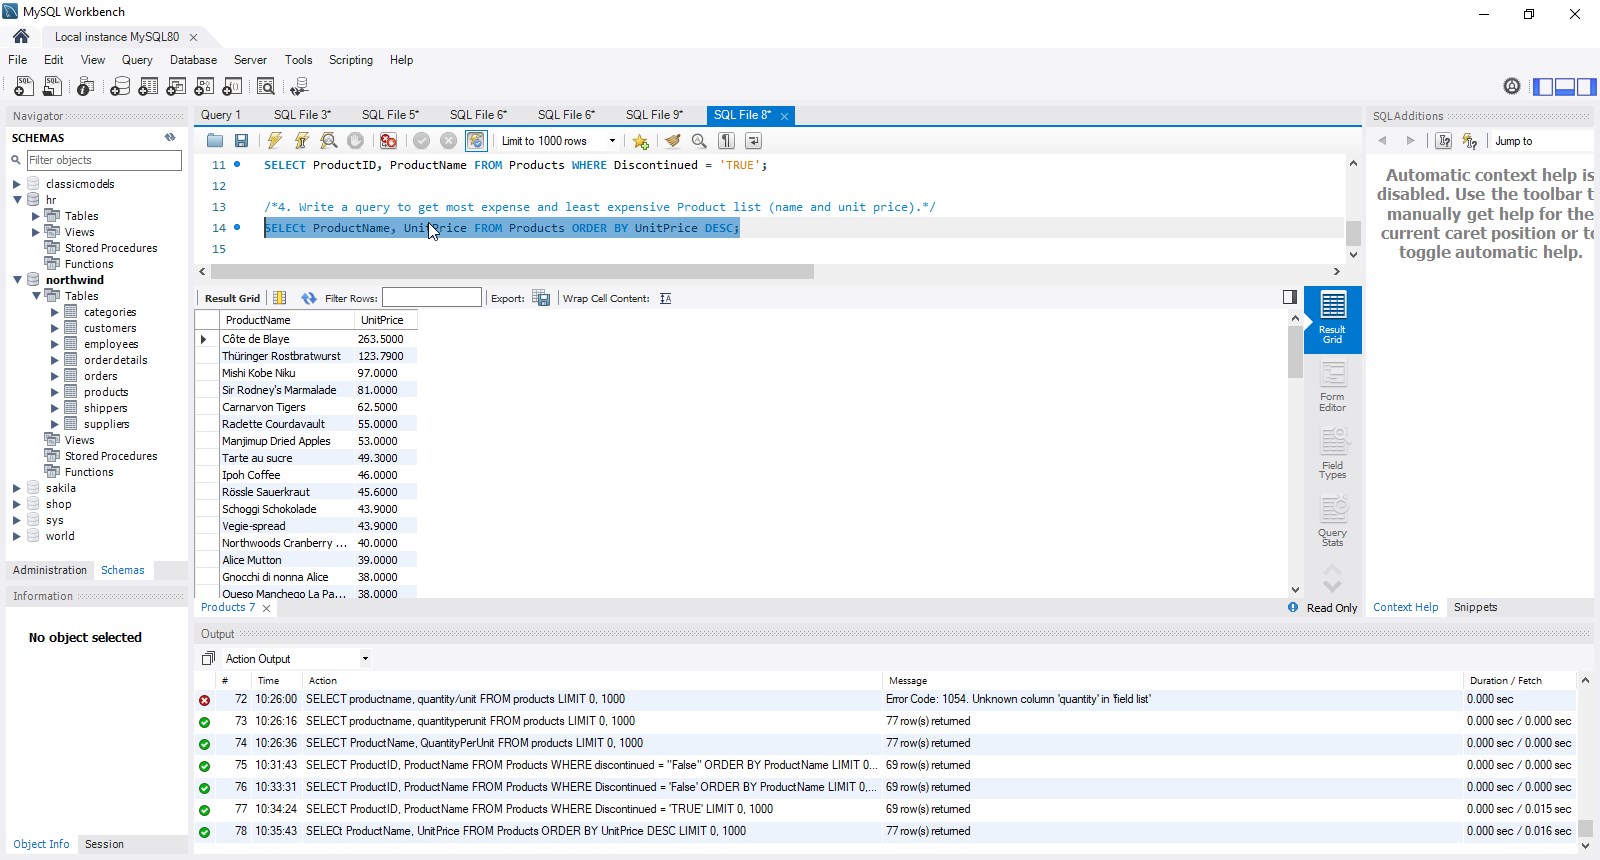 MySQL Workbench
Local instance MySQL80
File Edit View Query Database Server Tools Scripting Help
Navigator
SCHEMAS
Filter objects
classicmodels
hr
Tables
Views
Stored Procedures
Functions
northwind
Tables
categories
customers
employees
orderdetails
orders
products
shippers
suppliers
Views
Stored Procedures
Functions
sakila
shop
sys
world
Administration Schemas
Information
No object selected
Object Info Session
Query 1 SQL File 3* SQL File 5* SQL File 6* SQL File 6* SQL File 9* SQL File 8*
Limit to 1000 rows
11 SELECT ProductID, ProductName FROM Products WHERE Discontinued = 'TRUE';
12
13 /*4. Write a query to get most expense and least expensive Product list (name and unit price).*/
14 SELECt ProductName, UnitPrice FROM Products ORDER BY UnitPrice DESC;
15
Result Grid Filter Rows: Export: Wrap Cell Content:
ProductName UnitPrice
Côte de Blaye 263.5000
Thüringer Rostbratwurst 123.7900
Mishi Kobe Niku 97.0000
Sir Rodney's Marmalade 81.0000
Carnarvon Tigers 62.5000
Raclette Courdavault 55.0000
Manjimup Dried Apples 53.0000
Tarte au sucre 49.3000
Ipoh Coffee 46.0000
Rössle Sauerkraut 45.6000
Schoggi Schokolade 43.9000
Vegie-spread 43.9000
Northwoods Cranberry ... 40.0000
Alice Mutton 39.0000
Gnocchi di nonna Alice 38.0000
Queso Manchego La Pa... 38.0000
Result
Grid
Form
Editor
Field
Types
Query
Stats
Products 7
Read Only
SQLAdditions
Jump to
Automatic context help is
disabled. Use the toolbar t
manually get help for the
current caret position or to
toggle automatic help.
Context Help Snippets
Output
Action Output
# Time Action Message Duration / Fetch
72 10:26:00 SELECT productname, quantity/unit FROM products LIMIT 0, 1000 Error Code: 1054. Unknown column 'quantity' in 'field list' 0.000 sec
73 10:26:16 SELECT productname, quantityperunit FROM products LIMIT 0, 1000 77 row(s) returned 0.000 sec / 0.000 sec
74 10:26:36 SELECT ProductName, QuantityPerUnit FROM products LIMIT 0, 1000 77 row(s) returned 0.000 sec / 0.000 sec
75 10:31:43 SELECT ProductID, ProductName FROM Products WHERE discontinued = "False" ORDER BY ProductName LIMIT 0... 69 row(s) returned 0.000 sec / 0.000 sec
76 10:33:31 SELECT ProductID, ProductName FROM Products WHERE Discontinued = 'False' ORDER BY ProductName LIMIT 0,... 69 row(s) returned 0.000 sec / 0.000 sec
77 10:34:24 SELECT ProductID, ProductName FROM Products WHERE Discontinued = 'TRUE' LIMIT 0, 1000 69 row(s) returned 0.000 sec / 0.015 sec
78 10:35:43 SELECt ProductName, UnitPrice FROM Products ORDER BY UnitPrice DESC LIMIT 0, 1000 77 row(s) returned 0.000 sec / 0.016 sec